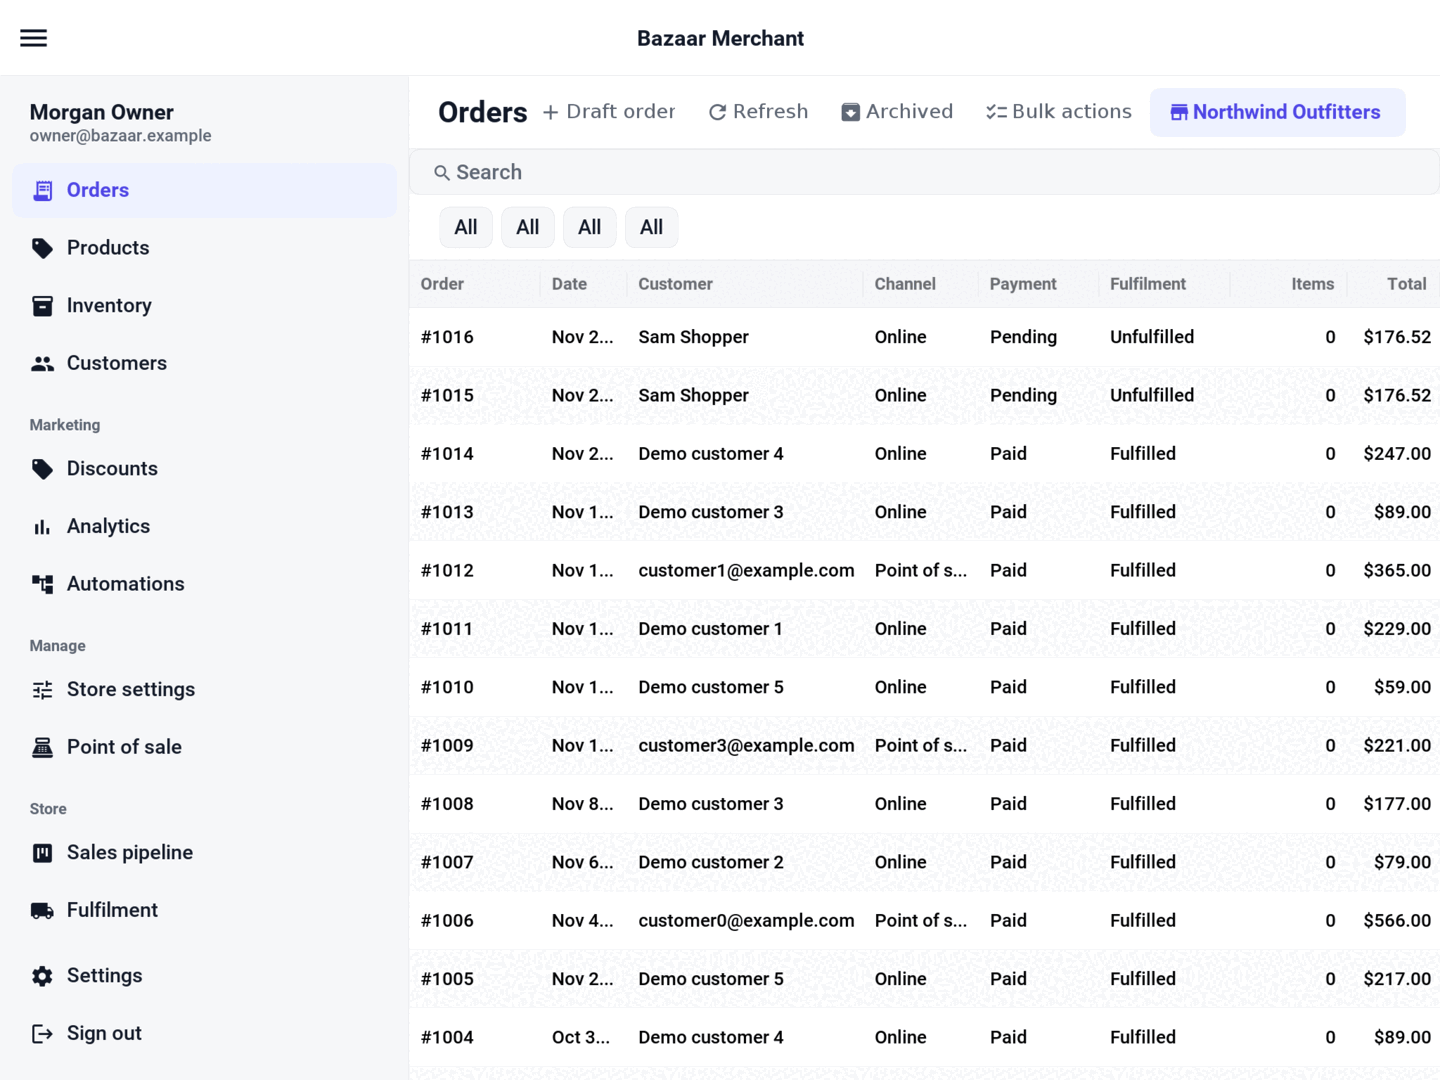 Bazaar Merchant
Morgan Owner
owner@bazaar.example
Orders
Products
Inventory
Customers
Marketing
Discounts
Analytics
Automations
Manage
Store settings
Point of sale
Store
Sales pipeline
Fulfilment
Settings
Sign out
Orders Draft order Refresh Archived Bulk actions Northwind Outfitters
Search
All All All All
Order Date Customer Channel Payment Fulfilment Items Total
#1016 Nov 2... Sam Shopper Online Pending Unfulfilled 0 $176.52
#1015 Nov 2... Sam Shopper Online Pending Unfulfilled 0 $176.52
#1014 Nov 2... Demo customer 4 Online Paid Fulfilled 0 $247.00
#1013 Nov 1... Demo customer 3 Online Paid Fulfilled 0 $89.00
#1012 Nov 1... customer1@example.com Point of s... Paid Fulfilled 0 $365.00
#1011 Nov 1... Demo customer 1 Online Paid Fulfilled 0 $229.00
#1010 Nov 1... Demo customer 5 Online Paid Fulfilled 0 $59.00
#1009 Nov 1... customer3@example.com Point of s... Paid Fulfilled 0 $221.00
#1008 Nov 8... Demo customer 3 Online Paid Fulfilled 0 $177.00
#1007 Nov 6... Demo customer 2 Online Paid Fulfilled 0 $79.00
#1006 Nov 4... customer0@example.com Point of s... Paid Fulfilled 0 $566.00
#1005 Nov 2... Demo customer 5 Online Paid Fulfilled 0 $217.00
#1004 Oct 3... Demo customer 4 Online Paid Fulfilled 0 $89.00